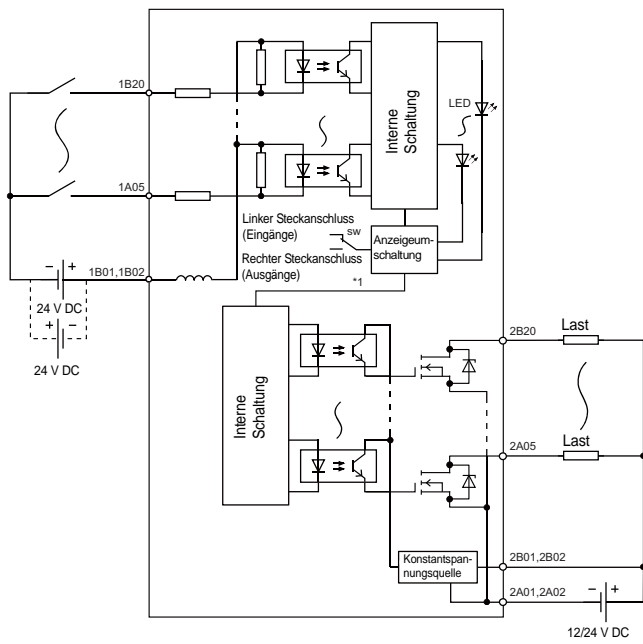 1B20
LED
Interne
Schaltung
1A05
Linker Steckanschluss
(Eingänge)
SW
Rechter Steckanschluss
(Ausgänge)
Anzeigeum-
schaltung
1B01,1B02
*1
− +
24 V DC
+ −
24 V DC
2B20
Last
Interne
Schaltung
2A05
Last
Konstantspan-
nungsquelle
2B01,2B02
2A01,2A02
− +
12/24 V DC